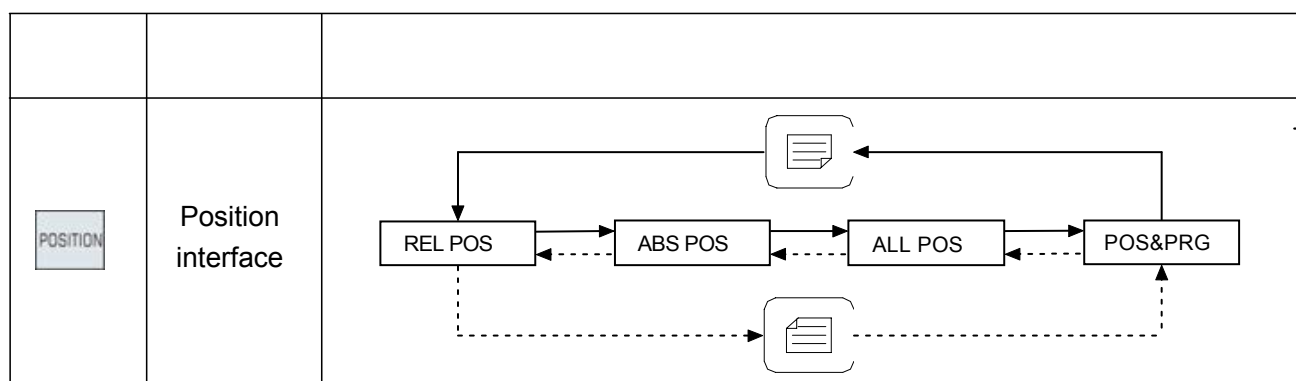 POSITION
Position
interface
REL POS
ABS POS
ALL POS
POS&PRG